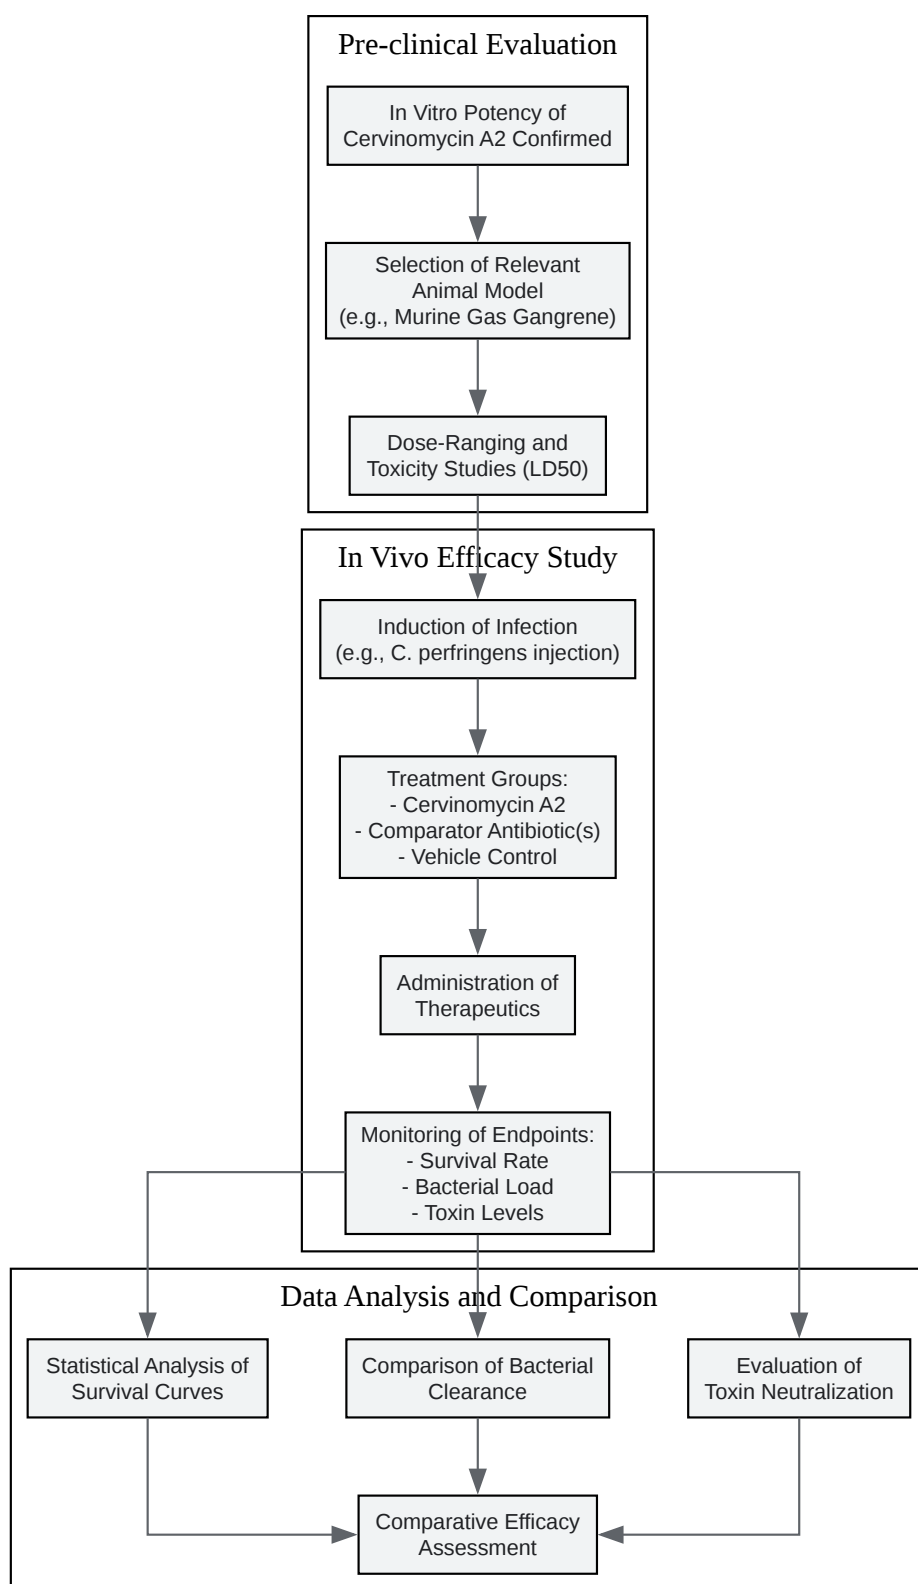 Pre-clinical Evaluation
In Vitro Potency of
Cervinomycin A2 Confirmed
Selection of Relevant
Animal Model
(e.g., Murine Gas Gangrene)
Dose-Ranging and
Toxicity Studies (LD50)
In Vivo Efficacy Study
Induction of Infection
(e.g., C. perfringens injection)
Treatment Groups:
- Cervinomycin A2
- Comparator Antibiotic(s)
- Vehicle Control
Administration of
Therapeutics
Monitoring of Endpoints:
- Survival Rate
- Bacterial Load
- Toxin Levels
Data Analysis and Comparison
Statistical Analysis of
Survival Curves
Comparison of Bacterial
Clearance
Evaluation of
Toxin Neutralization
Comparative Efficacy
Assessment